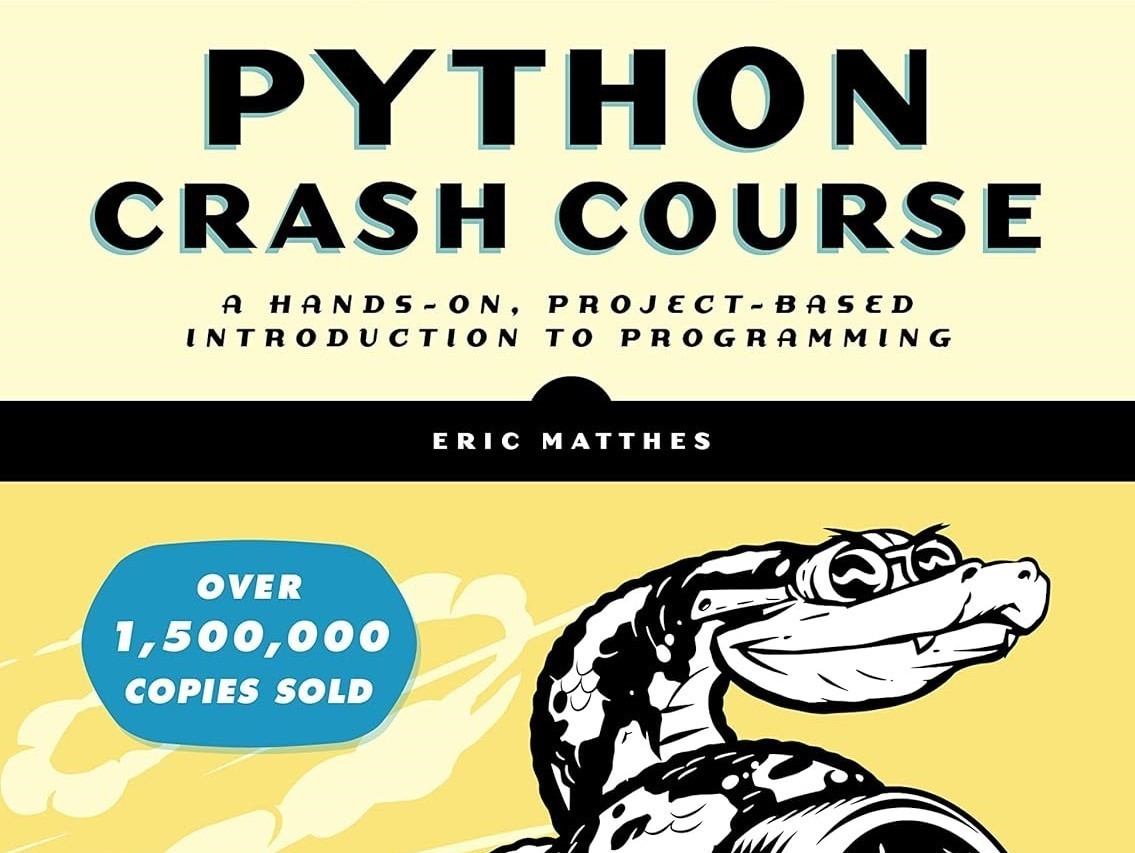 PYTHON
CRASH COURSE
A HANDS-ON, PROJECT-BASED
INTRODUCTION TO PROGRAMMING
ERIC MATTHES
OVER
1,500,000
COPIES SOLD